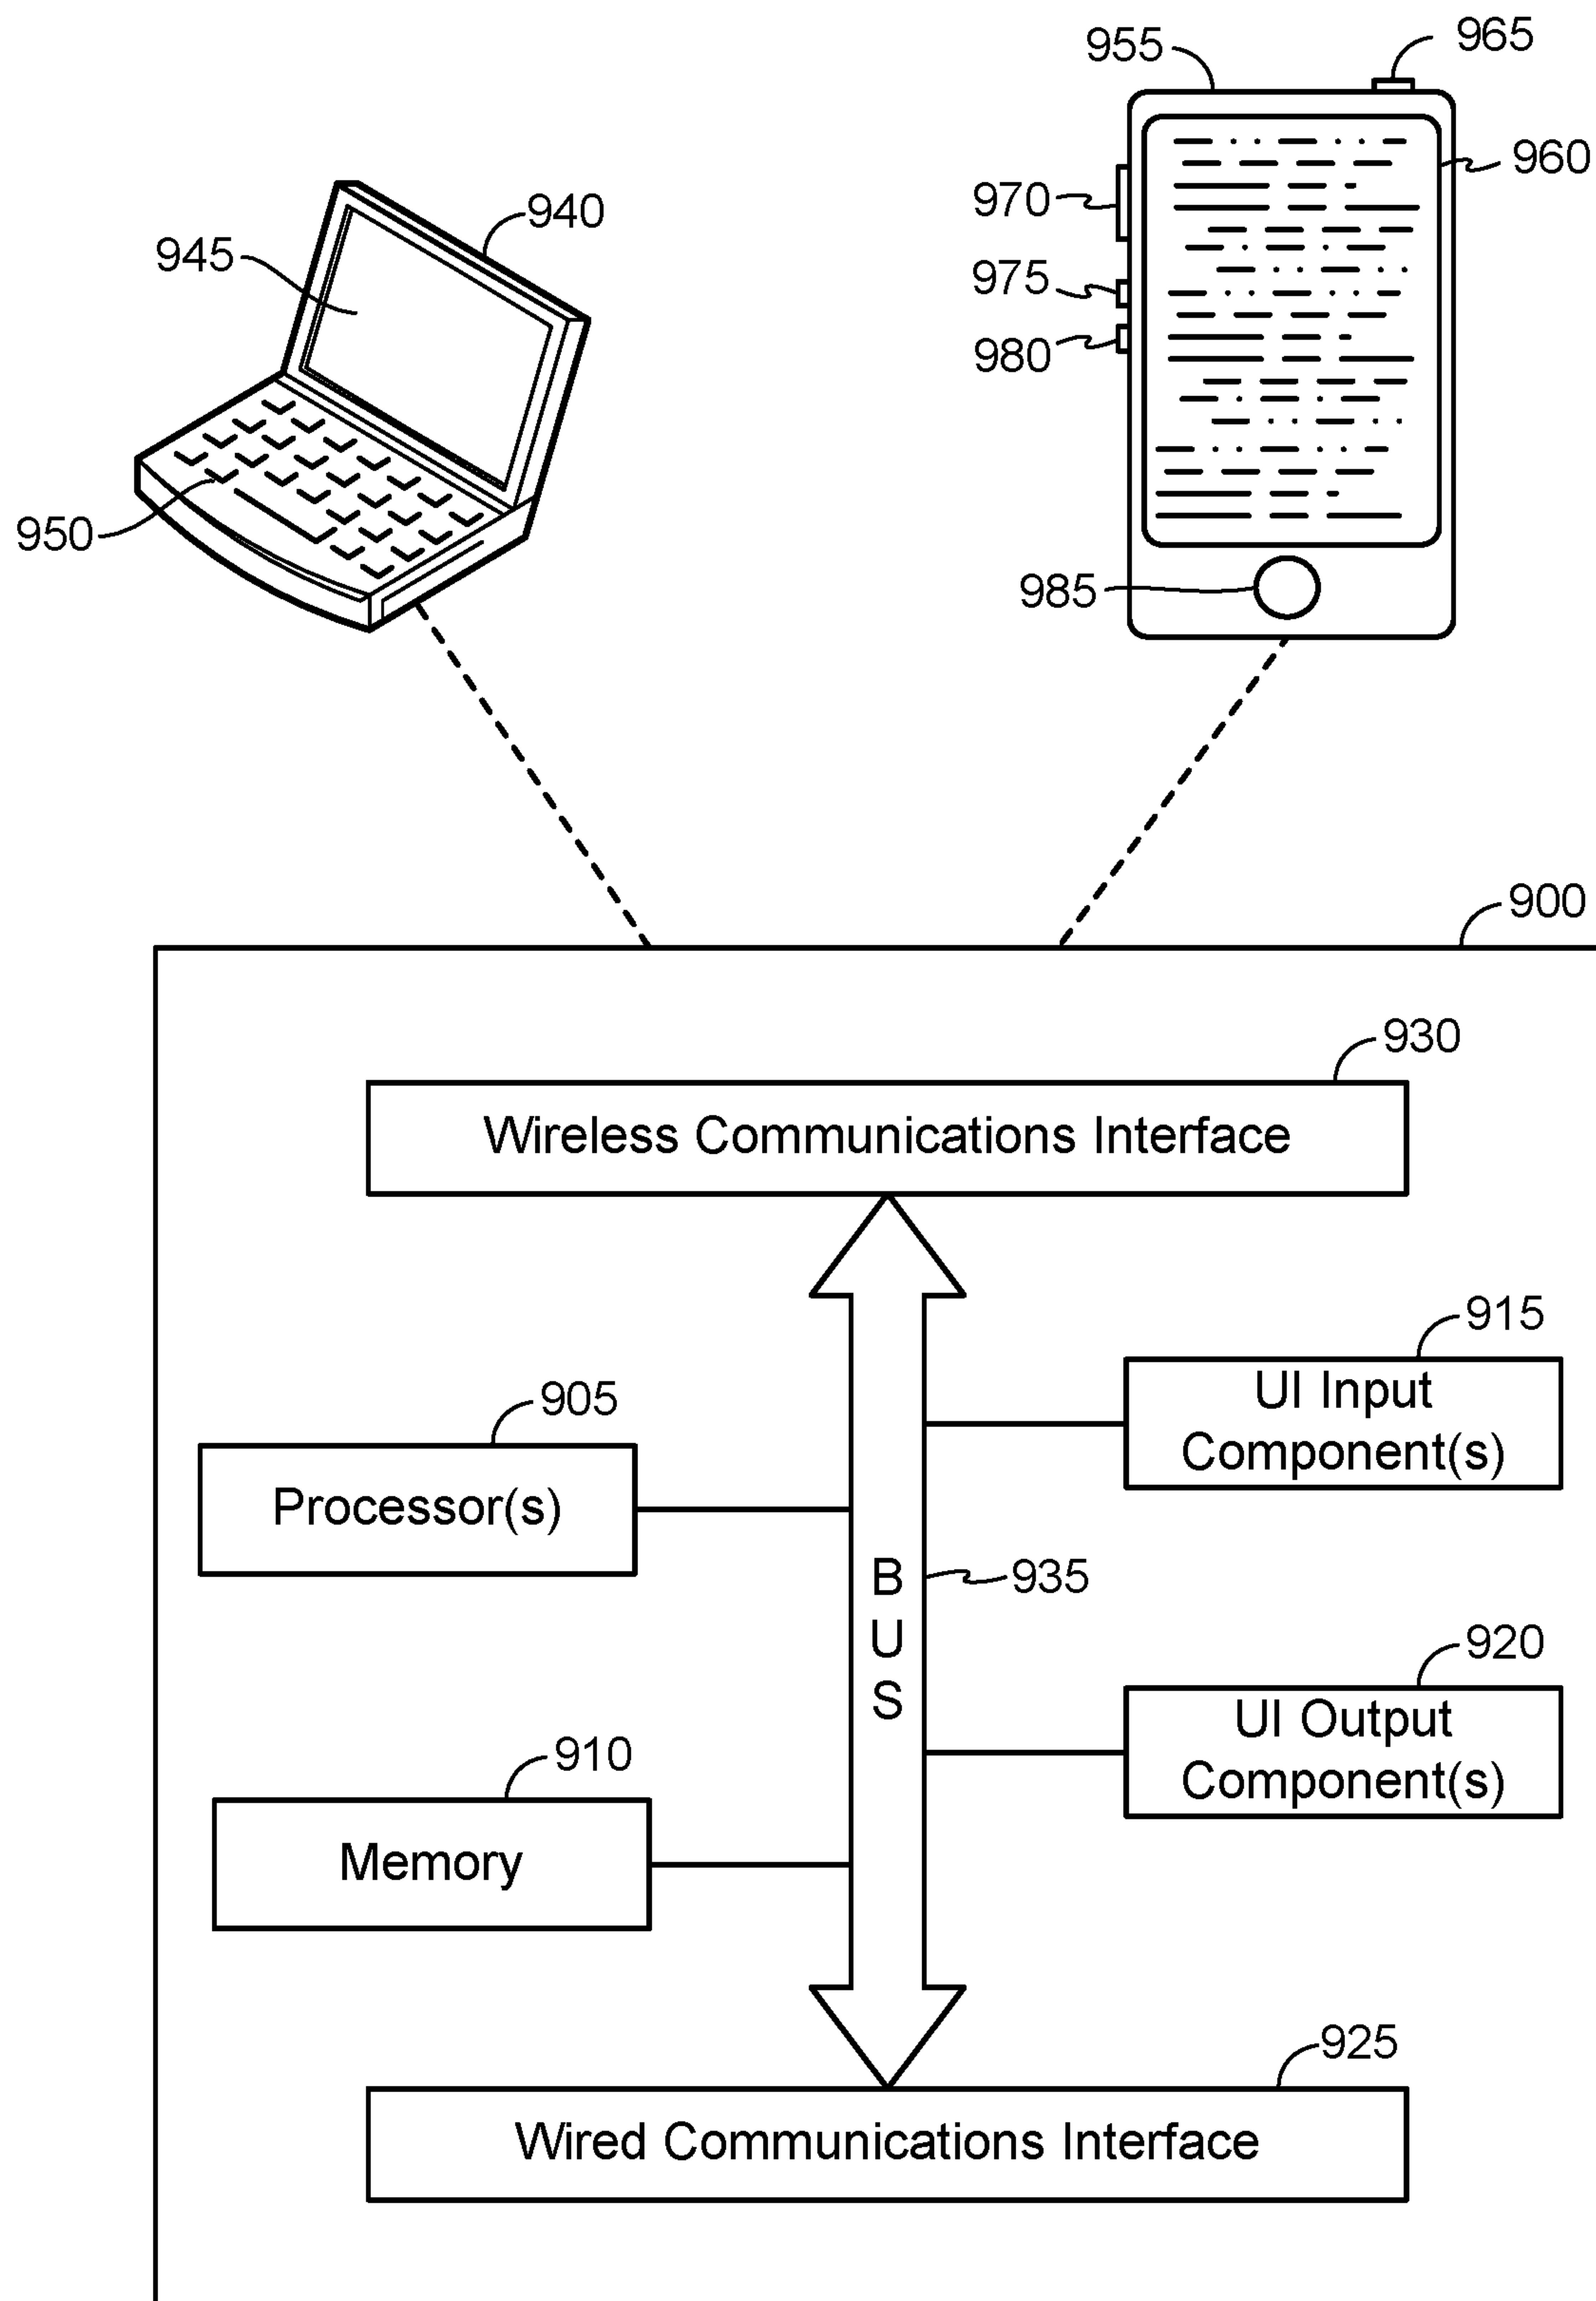 965
955
960
940
970
945
975
980
950
985
900
930
Wireless Communications Interface
915
UI Input
Component(s)
905
Processor(s)
B
U
S
935
920
UI Output
Component(s)
910
Memory
925
Wired Communications Interface